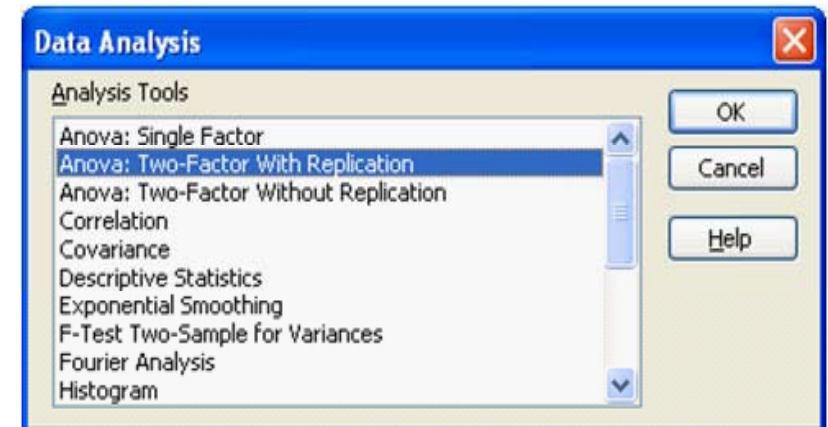 Data Analysis
Analysis Tools
Anova: Single Factor
Anova: Two-Factor With Replication
Anova: Two-Factor Without Replication
Correlation
Covariance
Descriptive Statistics
Exponential Smoothing
F-Test Two-Sample for Variances
Fourier Analysis
Histogram
OK
Cancel
Help